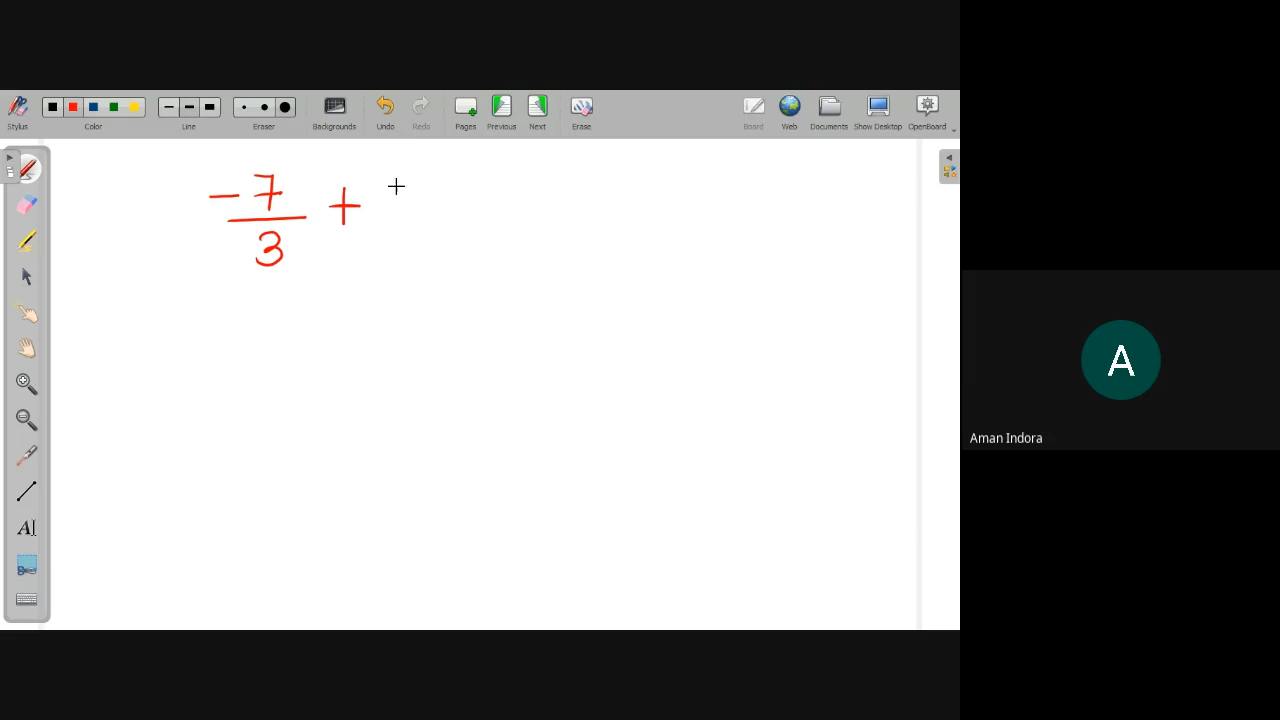 Stylus Color Line Eraser Backgrounds Undo Redo Pages Previous Next Erase Board Web Documents Show Desktop OpenBoard
-7/3 +
A
Aman Indora